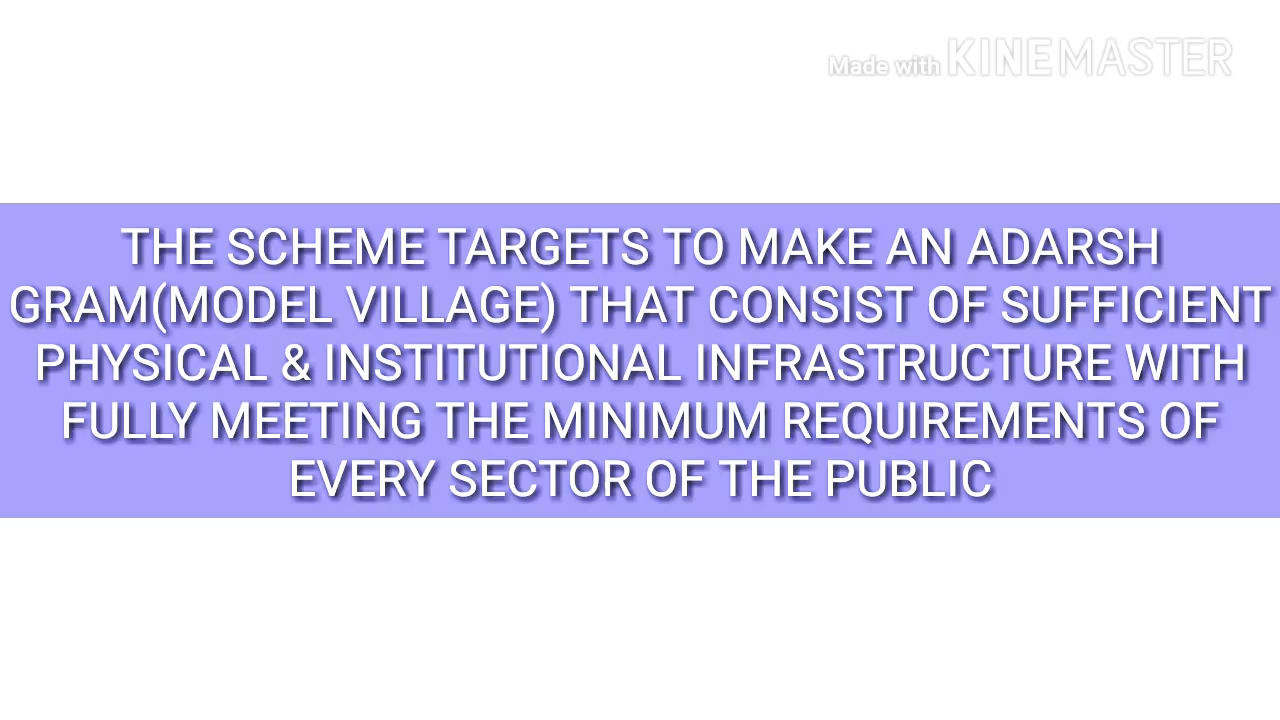 Made with KINEMASTER
THE SCHEME TARGETS TO MAKE AN ADARSH
GRAM(MODEL VILLAGE) THAT CONSIST OF SUFFICIENT
PHYSICAL & INSTITUTIONAL INFRASTRUCTURE WITH
FULLY MEETING THE MINIMUM REQUIREMENTS OF
EVERY SECTOR OF THE PUBLIC